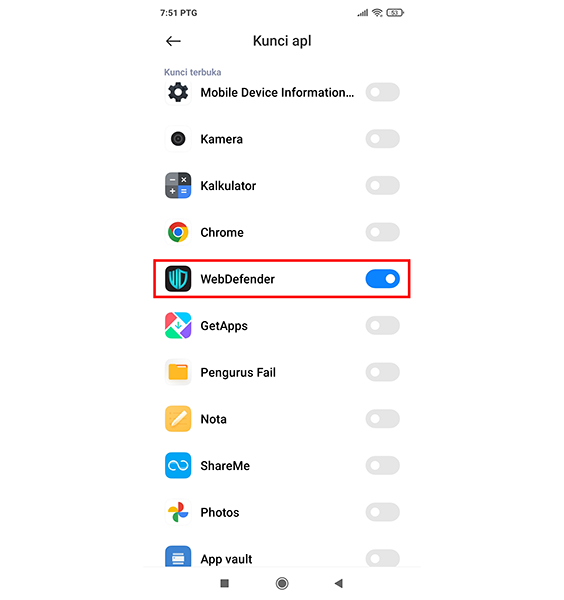 7:51 PTG
53
Kunci apl
Kunci terbuka
Mobile Device Information...
Kamera
Kalkulator
Chrome
WebDefender
GetApps
Pengurus Fail
Nota
ShareMe
Photos
App vault